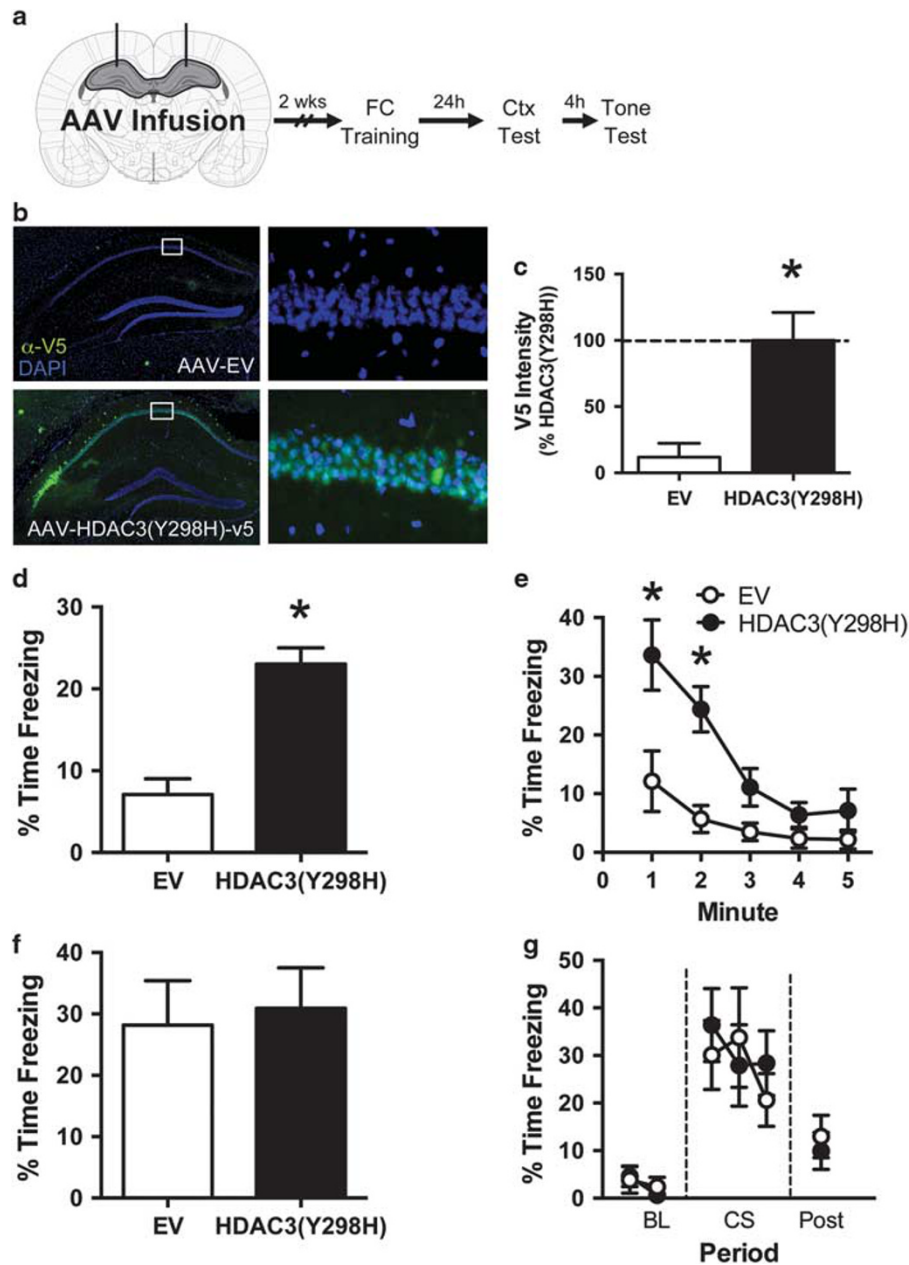 a
AAV Infusion
2 wks
FC
Training
24h
Ctx
Test
4h
Tone
Test
b
α-V5
DAPI
AAV-EV
AAV-HDAC3(Y298H)-v5
c
V5 Intensity
(% HDAC3(Y298H))
150
100
50
0
*
EV
HDAC3(Y298H)
d
% Time Freezing
30
20
10
0
*
EV
HDAC3(Y298H)
e
EV
HDAC3(Y298H)
% Time Freezing
40
30
20
10
0
*
*
0 1 2 3 4 5
Minute
f
% Time Freezing
40
30
20
10
0
EV
HDAC3(Y298H)
g
% Time Freezing
50
40
30
20
10
0
BL
CS
Post
Period